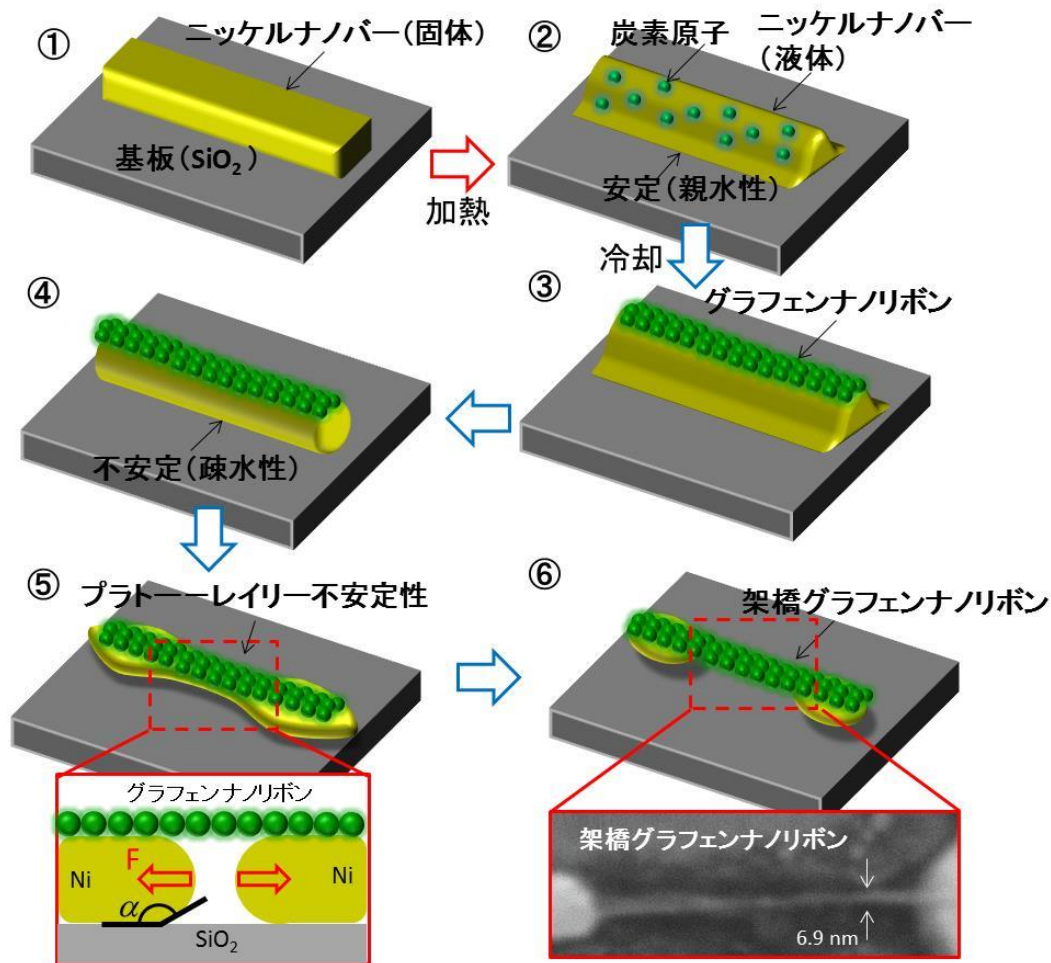 ①
ニッケルナノバー（固体）
基板（SiO2）
加熱
②
炭素原子
ニッケルナノバー
（液体）
安定（親水性）
冷却
③
グラフェンナノリボン
④
不安定（疎水性）
⑤
プラトーーレイリー不安定性
グラフェンナノリボン
F
Ni
Ni
α
SiO2
⑥
架橋グラフェンナノリボン
架橋グラフェンナノリボン
6.9 nm